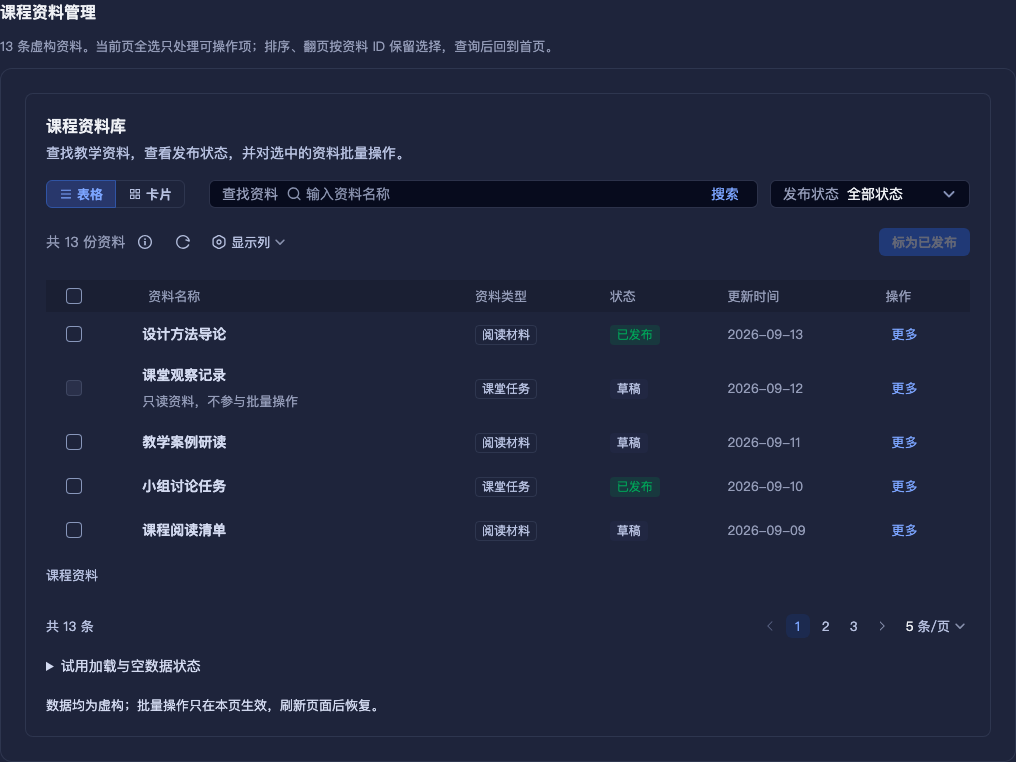 课程资料管理
13 条虚构资料。当前页全选只处理可操作项；排序、翻页按资料 ID 保留选择，查询后回到首页。
课程资料库
查找教学资料，查看发布状态，并对选中的资料批量操作。
表格 卡片 查找资料 输入资料名称 搜索 发布状态 全部状态
共 13 份资料 显示列 标为已发布
资料名称 资料类型 状态 更新时间 操作
设计方法导论 阅读材料 已发布 2026-09-13 更多
课堂观察记录 课堂任务 草稿 2026-09-12 更多
只读资料，不参与批量操作
教学案例研读 阅读材料 草稿 2026-09-11 更多
小组讨论任务 课堂任务 已发布 2026-09-10 更多
课程阅读清单 阅读材料 草稿 2026-09-09 更多
课程资料
共 13 条 1 2 3 5 条/页
试用加载与空数据状态
数据均为虚构；批量操作只在本页生效，刷新页面后恢复。